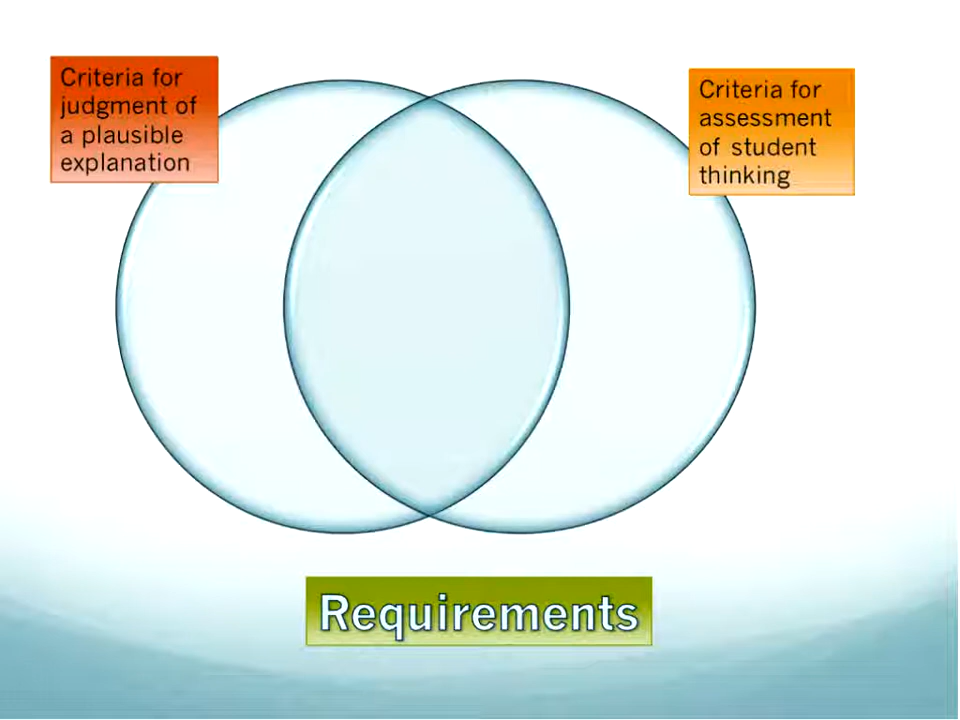 Criteria for
judgment of
a plausible
explanation
Criteria for
assessment
of student
thinking
Requirements